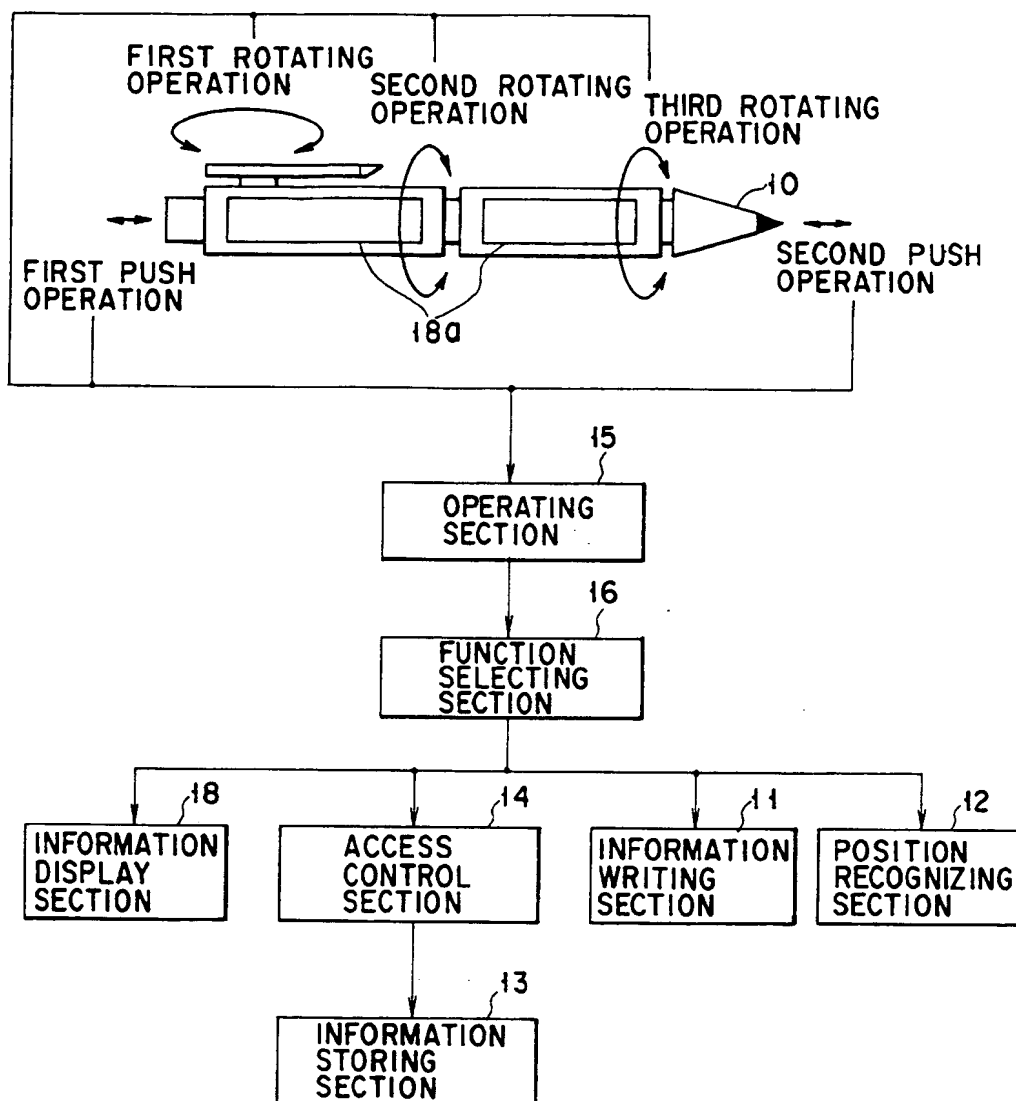 FIRST ROTATING
OPERATION
SECOND ROTATING
OPERATION
THIRD ROTATING
OPERATION
10
FIRST PUSH
OPERATION
18a
SECOND PUSH
OPERATION
15
OPERATING
SECTION
16
FUNCTION
SELECTING
SECTION
18
INFORMATION
DISPLAY
SECTION
14
ACCESS
CONTROL
SECTION
11
INFORMATION
WRITING
SECTION
12
POSITION
RECOGNIZING
SECTION
13
INFORMATION
STORING
SECTION